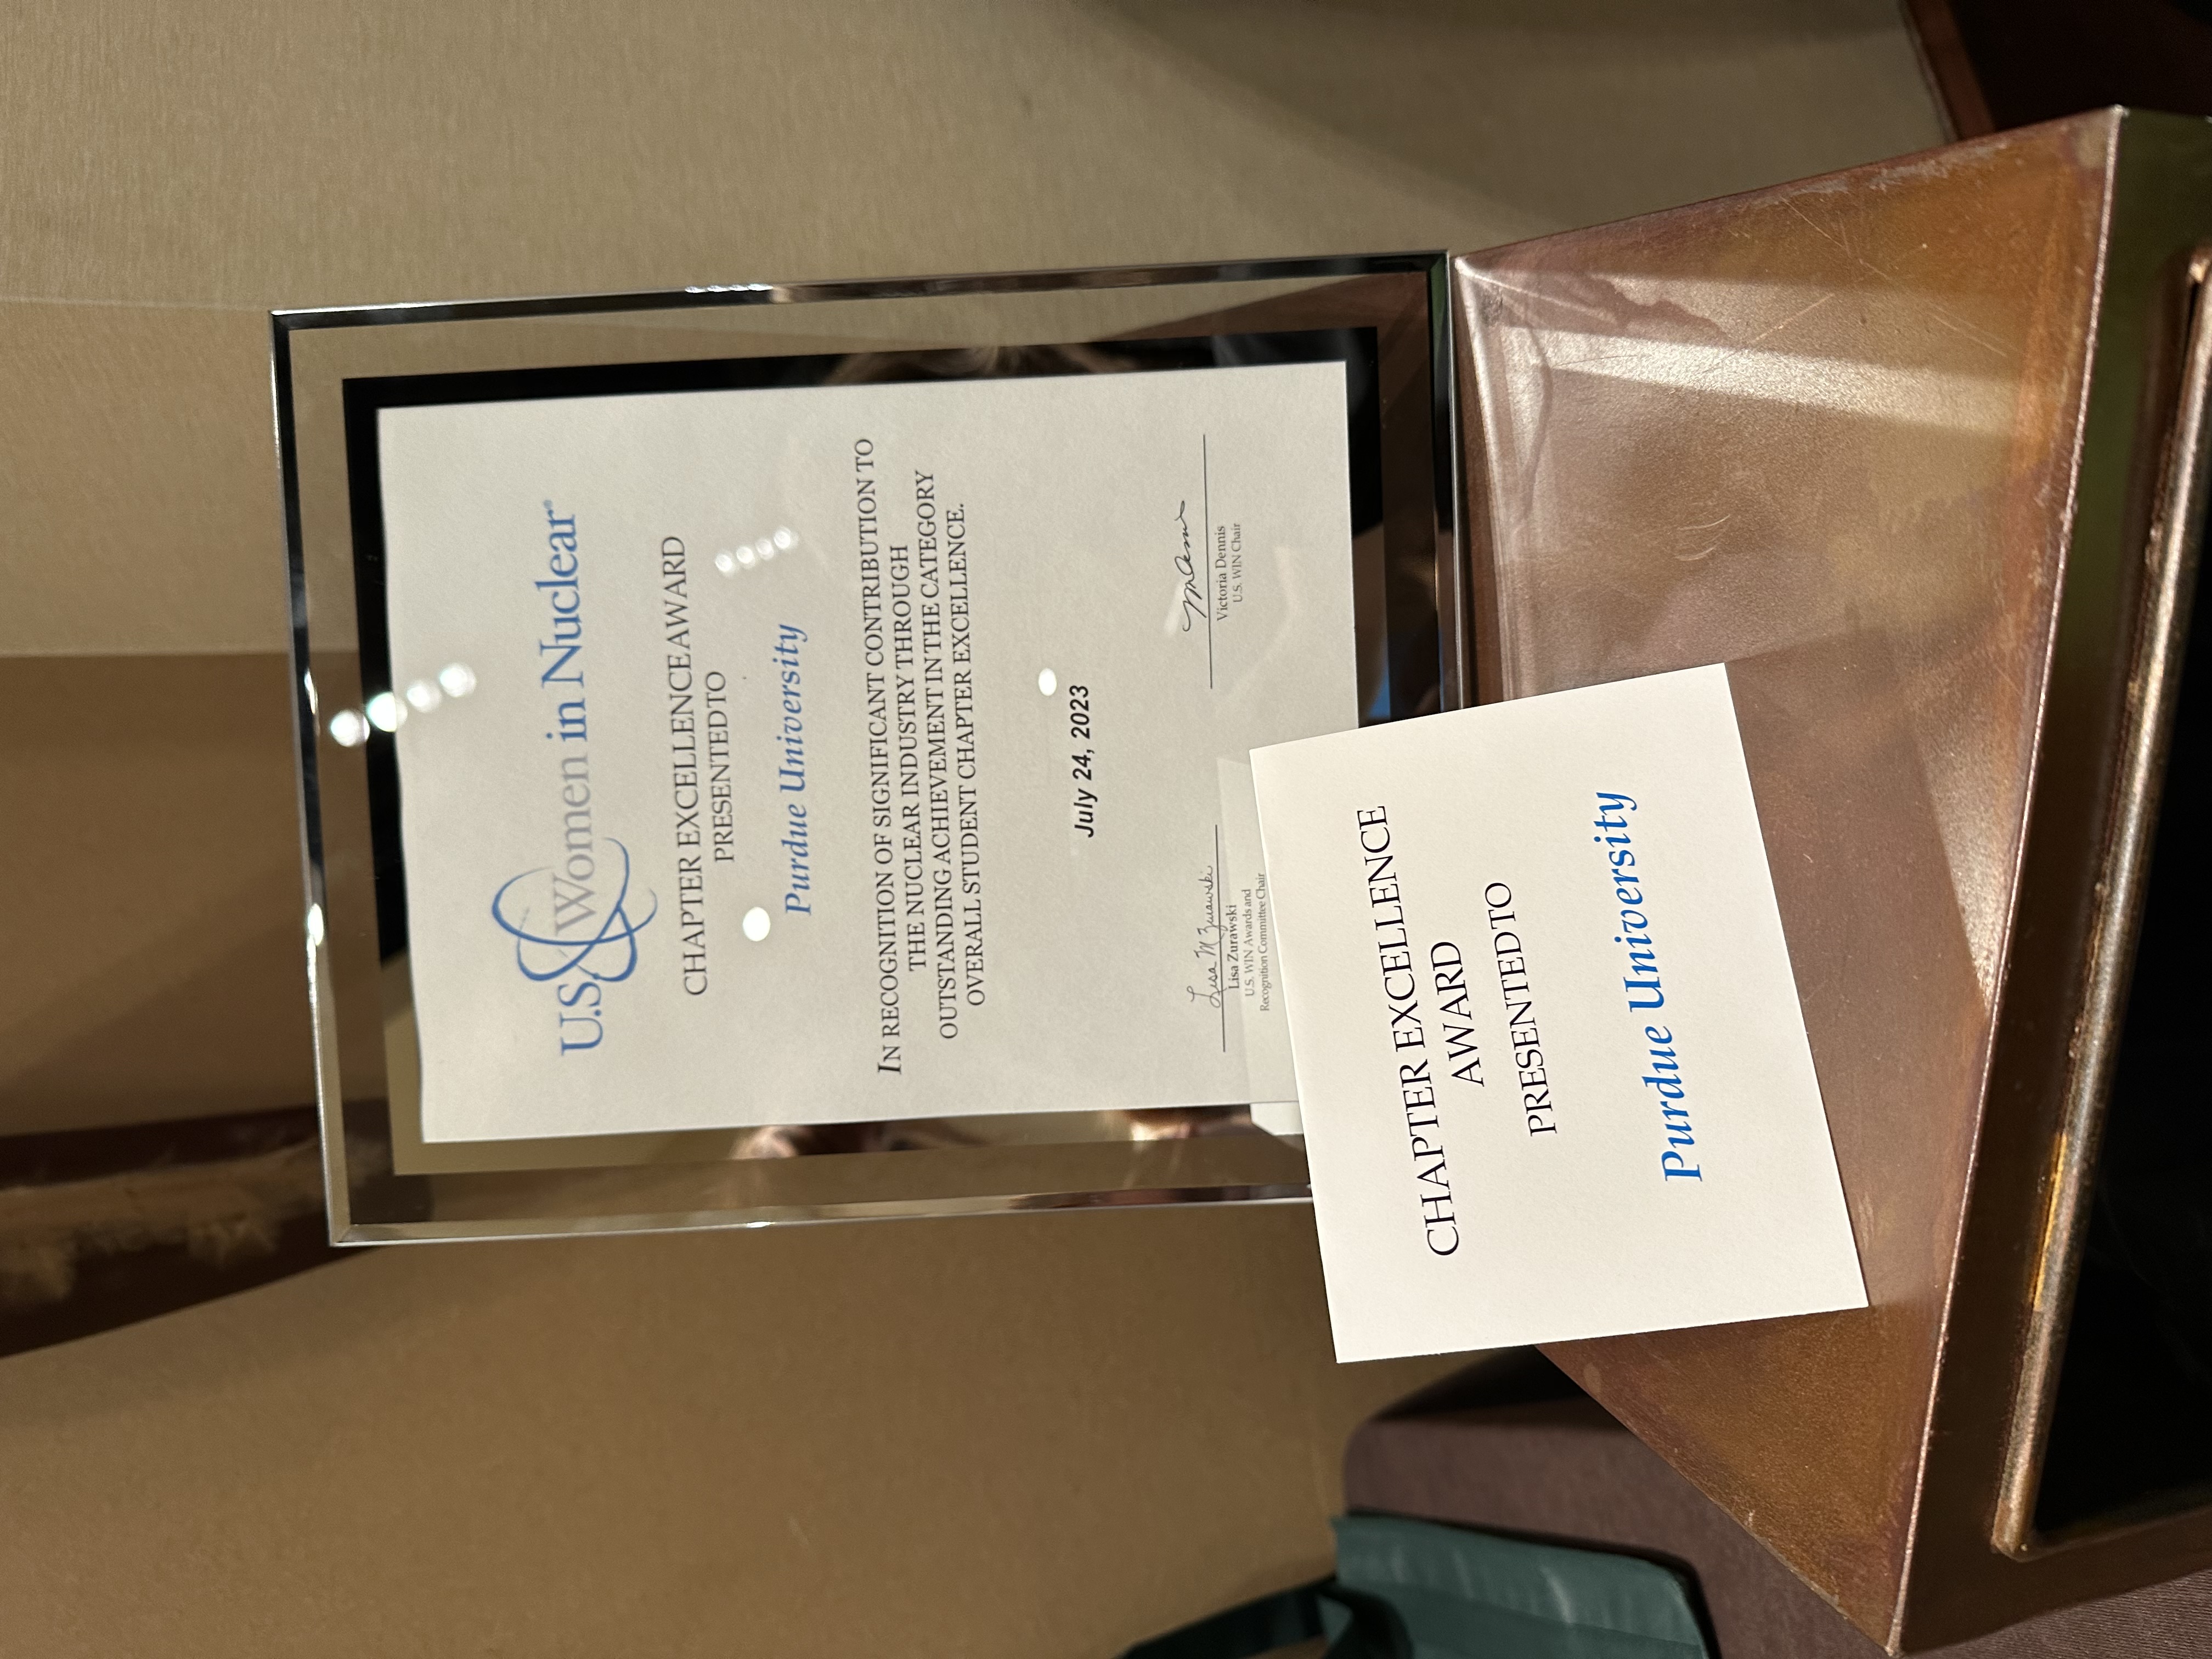 U.S. Women in Nuclear®
CHAPTER EXCELLENCE AWARD
PRESENTED TO
Purdue University
IN RECOGNITION OF SIGNIFICANT CONTRIBUTION TO
THE NUCLEAR INDUSTRY THROUGH
OUTSTANDING ACHIEVEMENT IN THE CATEGORY
OVERALL STUDENT CHAPTER EXCELLENCE.
July 24, 2023
Lisa M Zurawski
Lisa Zurawski
U.S. WIN Awards and
Recognition Committee Chair
Victoria Dennis
U.S. WIN Chair
CHAPTER EXCELLENCE
AWARD
PRESENTED TO
Purdue University